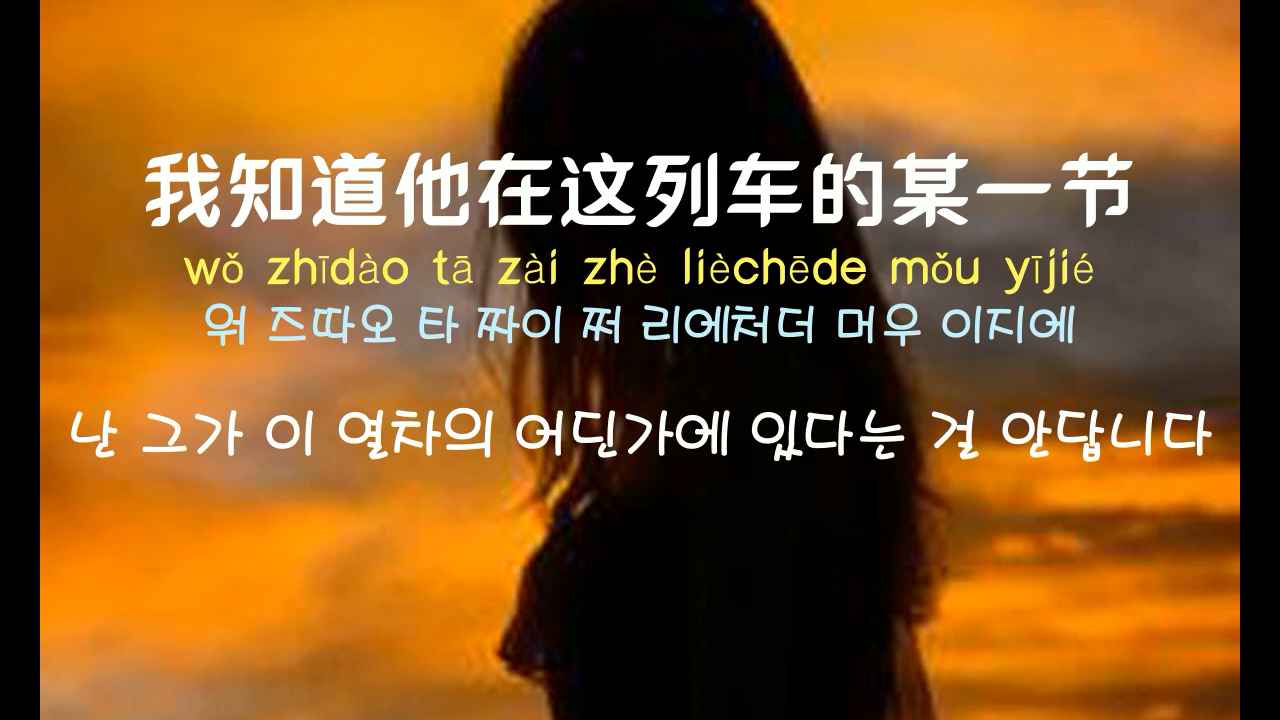 我知道他在这列车的某一节
wǒ zhīdào tā zài zhè lièchēde mǒu yījié
워 즈따오 타 짜이 쩌 리에처더 머우 이지에
난 그가 이 열차의 어딘가에 있다는 걸 안답니다